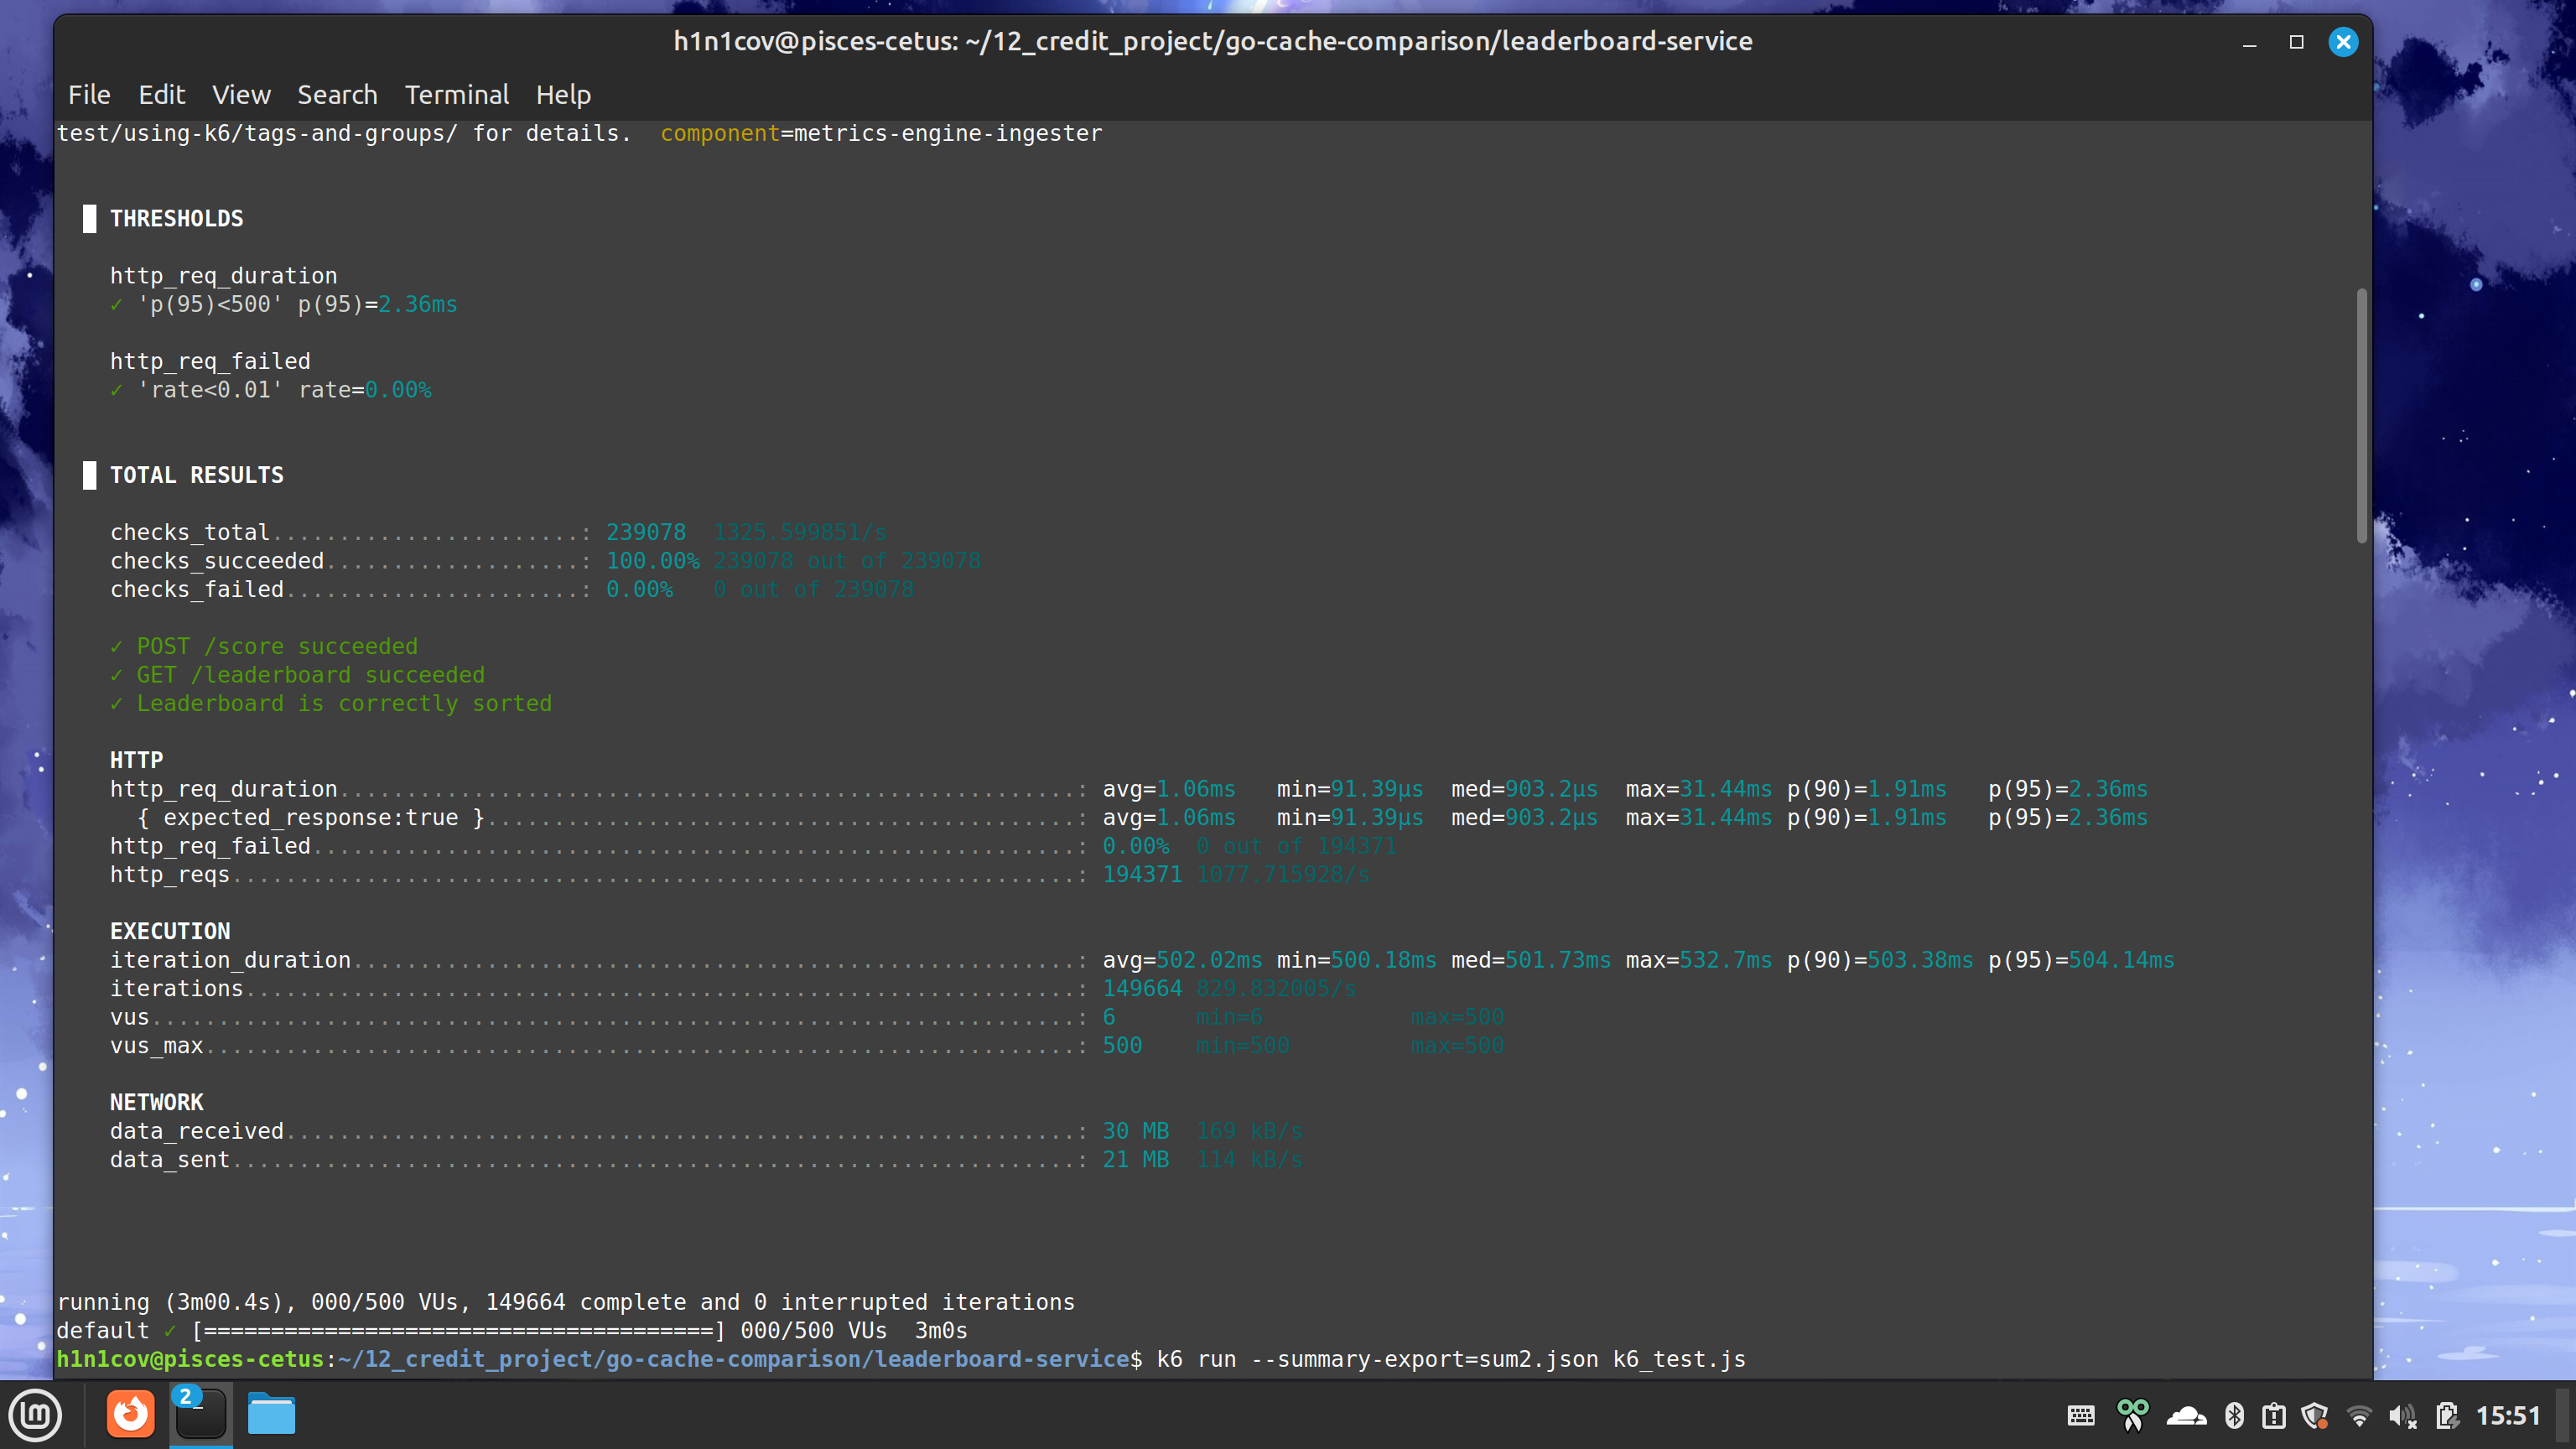 h1n1cov@pisces-cetus: ~/12_credit_project/go-cache-comparison/leaderboard-service
File Edit View Search Terminal Help
test/using-k6/tags-and-groups/ for details.  component=metrics-engine-ingester
THRESHOLDS
http_req_duration
✓ 'p(95)<500' p(95)=2.36ms
http_req_failed
✓ 'rate<0.01' rate=0.00%
TOTAL RESULTS
checks_total.......................: 239078  1325.599851/s
checks_succeeded...................: 100.00% 239078 out of 239078
checks_failed......................: 0.00%   0 out of 239078
✓ POST /score succeeded
✓ GET /leaderboard succeeded
✓ Leaderboard is correctly sorted
HTTP
http_req_duration.......................................................: avg=1.06ms   min=91.39µs  med=903.2µs  max=31.44ms p(90)=1.91ms   p(95)=2.36ms
{ expected_response:true }............................................: avg=1.06ms   min=91.39µs  med=903.2µs  max=31.44ms p(90)=1.91ms   p(95)=2.36ms
http_req_failed.........................................................: 0.00%  0 out of 194371
http_reqs...............................................................: 194371 1077.715928/s
EXECUTION
iteration_duration......................................................: avg=502.02ms min=500.18ms med=501.73ms max=532.7ms p(90)=503.38ms p(95)=504.14ms
iterations..............................................................: 149664 829.832005/s
vus.....................................................................: 6      min=6           max=500
vus_max.................................................................: 500    min=500         max=500
NETWORK
data_received...........................................................: 30 MB  169 kB/s
data_sent...............................................................: 21 MB  114 kB/s
running (3m00.4s), 000/500 VUs, 149664 complete and 0 interrupted iterations
default ✓ [======================================] 000/500 VUs  3m0s
h1n1cov@pisces-cetus:~/12_credit_project/go-cache-comparison/leaderboard-service$ k6 run --summary-export=sum2.json k6_test.js
2
15:51